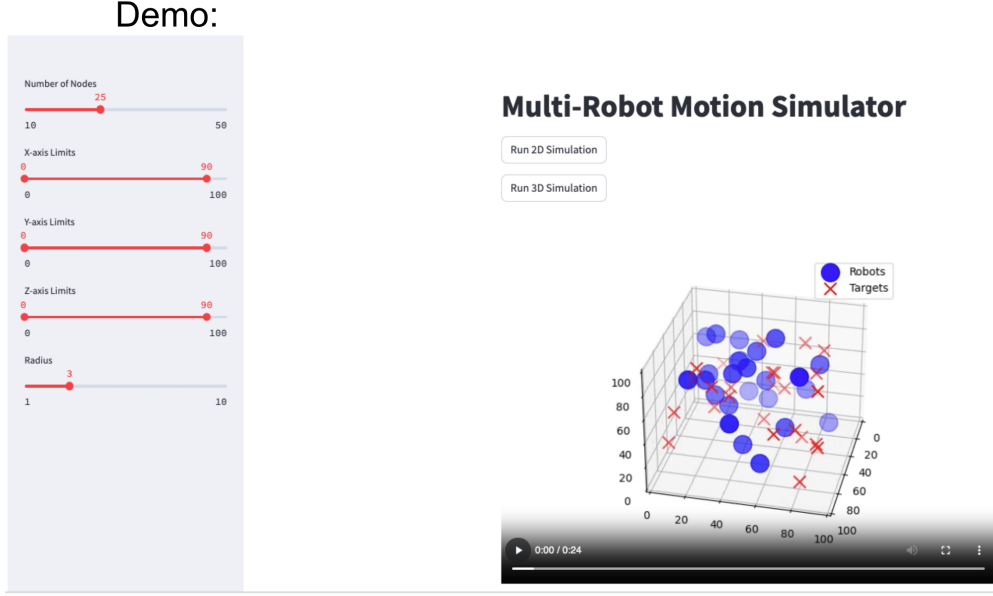 Demo:
Number of Nodes
25
10 50
X-axis Limits
0 90
0 100
Y-axis Limits
0 90
0 100
Z-axis Limits
0 90
0 100
Radius
3
1 10
Multi-Robot Motion Simulator
Run 2D Simulation
Run 3D Simulation
Robots
Targets
100
80
60
40
20
0
0
20
40
60
80
100
0
20
40
60
80
100
0:00 / 0:24